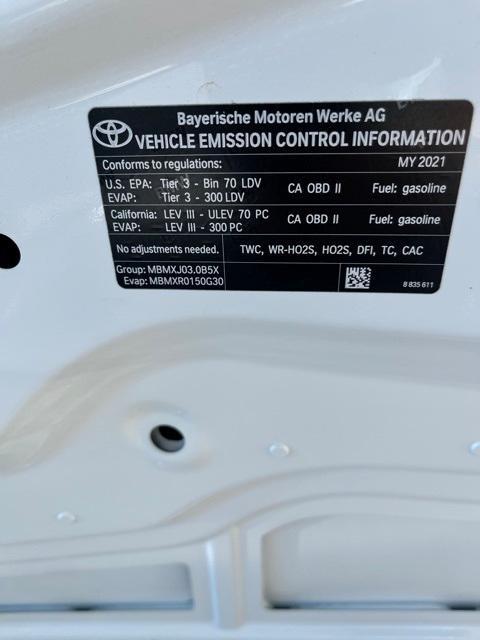 Bayerische Motoren Werke AG
VEHICLE EMISSION CONTROL INFORMATION
Conforms to regulations: MY 2021
U.S. EPA: Tier 3 - Bin 70 LDV CA OBD II Fuel: gasoline
EVAP: Tier 3 - 300 LDV
California: LEV III - ULEV 70 PC CA OBD II Fuel: gasoline
EVAP: LEV III - 300 PC
No adjustments needed. TWC, WR-HO2S, HO2S, DFI, TC, CAC
Group: MBMXJ03.0B5X
Evap: MBMXR0150G30
8 835 611